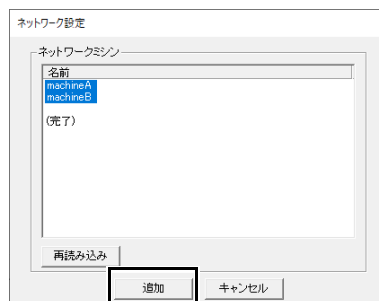 ネットワーク設定
ネットワークミシン
名前
machineA
machineB
(完了)
再読み込み
追加
キャンセル